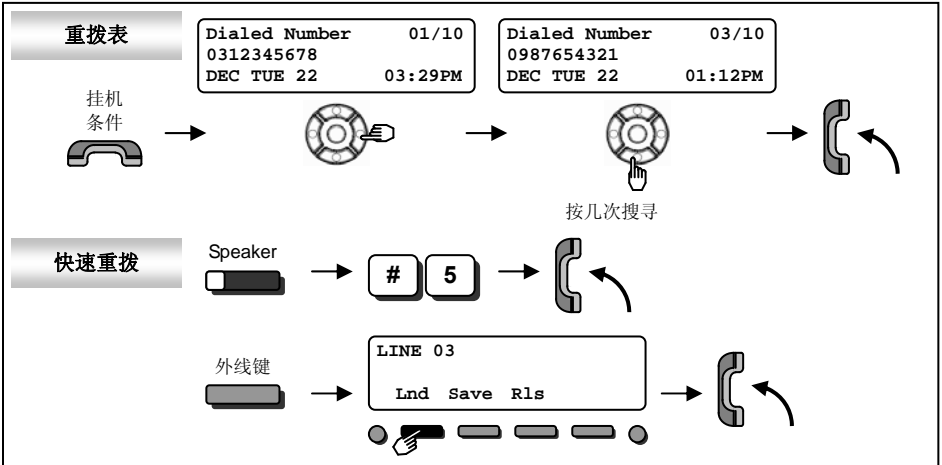 重拨表
Dialed Number 01/10
0312345678
DEC TUE 22 03:29PM
Dialed Number 03/10
0987654321
DEC TUE 22 01:12PM
挂机
条件
按几次搜寻
快速重拨
Speaker
# 5
外线键
LINE 03
Lnd Save Rls